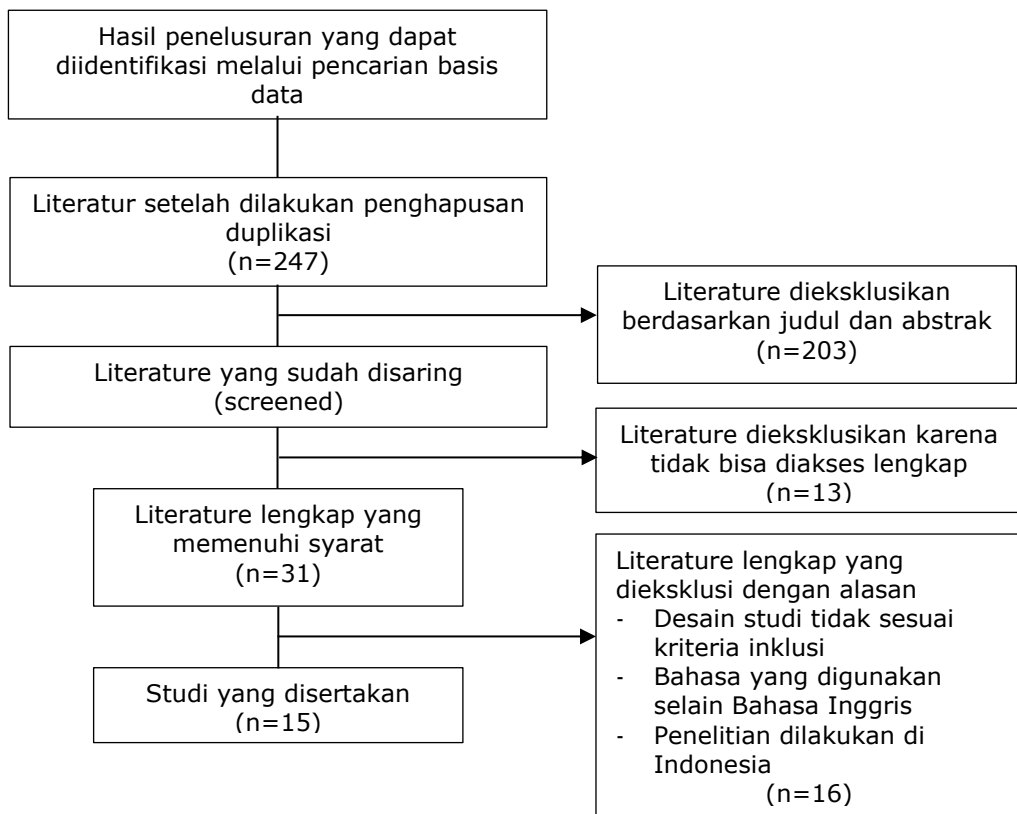 Hasil penelusuran yang dapat
diidentifikasi melalui pencarian basis
data
Literatur setelah dilakukan penghapusan
duplikasi
(n=247)
Literature dieksklusikan
berdasarkan judul dan abstrak
(n=203)
Literature yang sudah disaring
(screened)
Literature dieksklusikan karena
tidak bisa diakses lengkap
(n=13)
Literature lengkap yang
memenuhi syarat
(n=31)
Literature lengkap yang
dieksklusi dengan alasan
- Desain studi tidak sesuai
kriteria inklusi
- Bahasa yang digunakan
selain Bahasa Inggris
- Penelitian dilakukan di
Indonesia
(n=16)
Studi yang disertakan
(n=15)